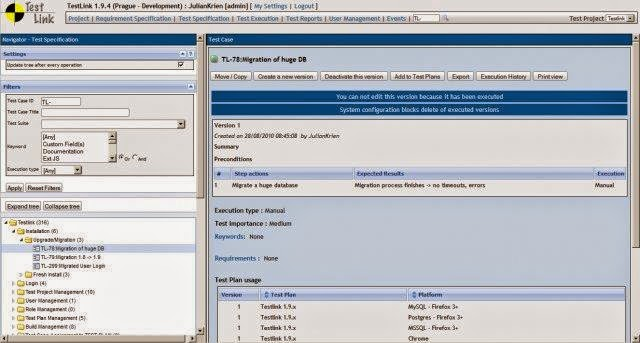 Test Link
TestLink 1.9.4 (Prague - Development) : JulianKrien [admin] [ My Settings | Logout ]
Project | Requirement Specification | Test Specification | Test Execution | Test Reports | User Management | Events | TL-
Test Project Testlink
Navigator - Test Specification
Settings
Update tree after every operation
Filters
Test Case ID TL-
Test Case Title
Test Suite
Keyword
[Any]
Custom Field(s)
Documentation
Ext JS
Or And
Execution type [Any]
Apply Reset Filters
Expand tree Collapse tree
Testlink (316)
Installation (6)
Upgrade/Migration (3)
TL-78:Migration of huge DB
TL-79:Migration 1.8 -> 1.9
TL-299:Migrated User Login
Fresh install (3)
Login (4)
Test Project Management (10)
User Management (1)
Role Management (0)
Test Plan Management (5)
Build Management (8)
Test Case
TL-78:Migration of huge DB
Move / Copy Create a new version Deactivate this version Add to Test Plans Export Execution History Print view
You can not edit this version because it has been executed
System configuration blocks delete of executed versions
Version 1
Created on 28/08/2010 08:45:08 by JulianKrien
Summary
Preconditions
# Step actions Expected Results Execution
1 Migrate a huge database Migration process finishes -> no timeouts, errors Manual
Execution type : Manual
Test importance : Medium
Keywords: None
Requirements : None
Test Plan usage
Version Test Plan Platform
1 Testlink 1.9.x MySQL - Firefox 3+
1 Testlink 1.9.x Postgres - Firefox 3+
1 Testlink 1.9.x MSSQL - Firefox 3+
1 Testlink 1.9.x Chrome